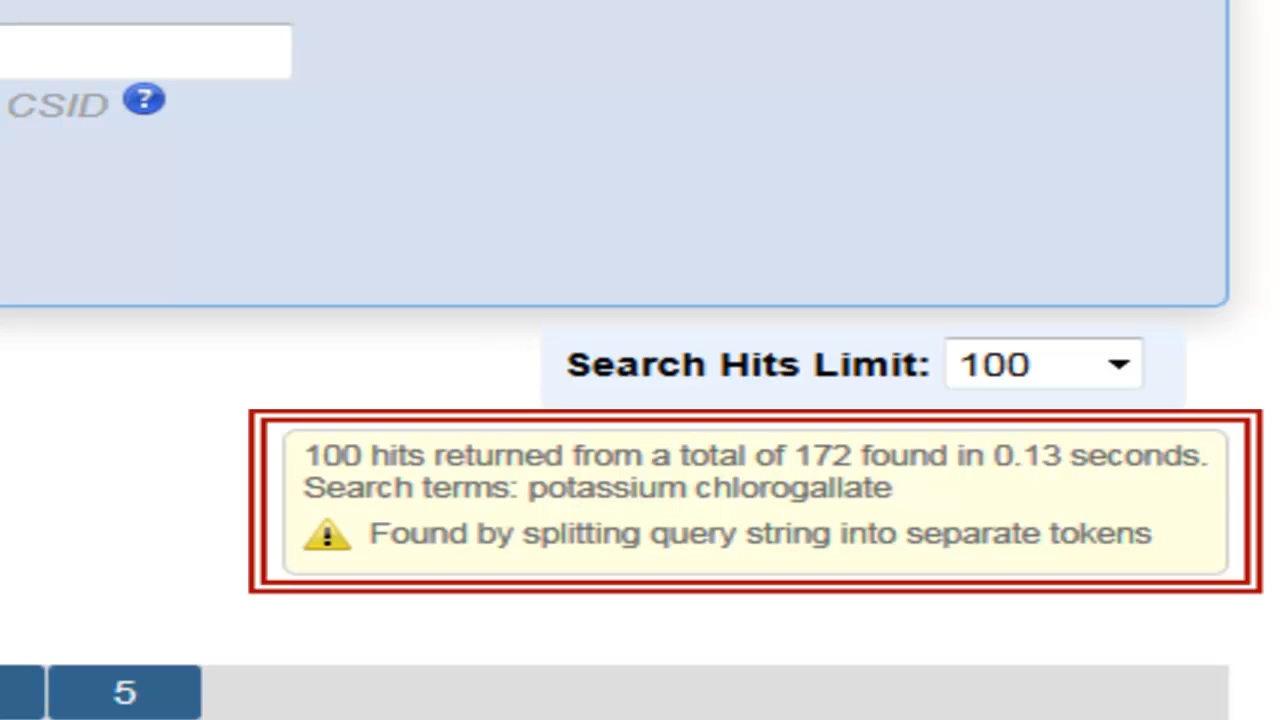 CSID ?
Search Hits Limit: 100
100 hits returned from a total of 172 found in 0.13 seconds.
Search terms: potassium chlorogallate
Found by splitting query string into separate tokens
5